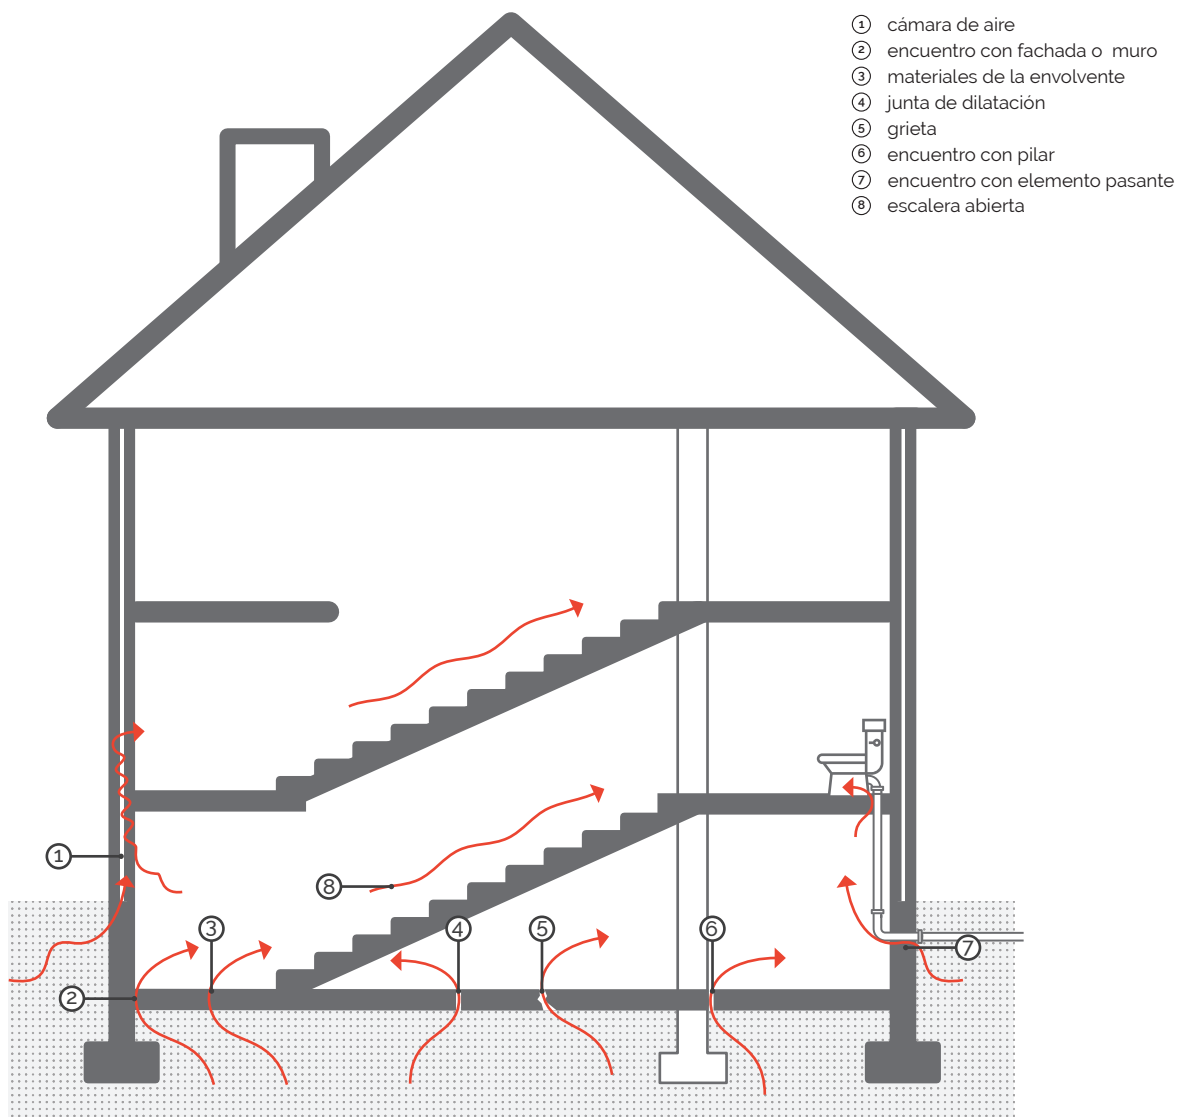 ① cámara de aire
② encuentro con fachada o muro
③ materiales de la envolvente
④ junta de dilatación
⑤ grieta
⑥ encuentro con pilar
⑦ encuentro con elemento pasante
⑧ escalera abierta
1
8
3
4
5
6
7
2